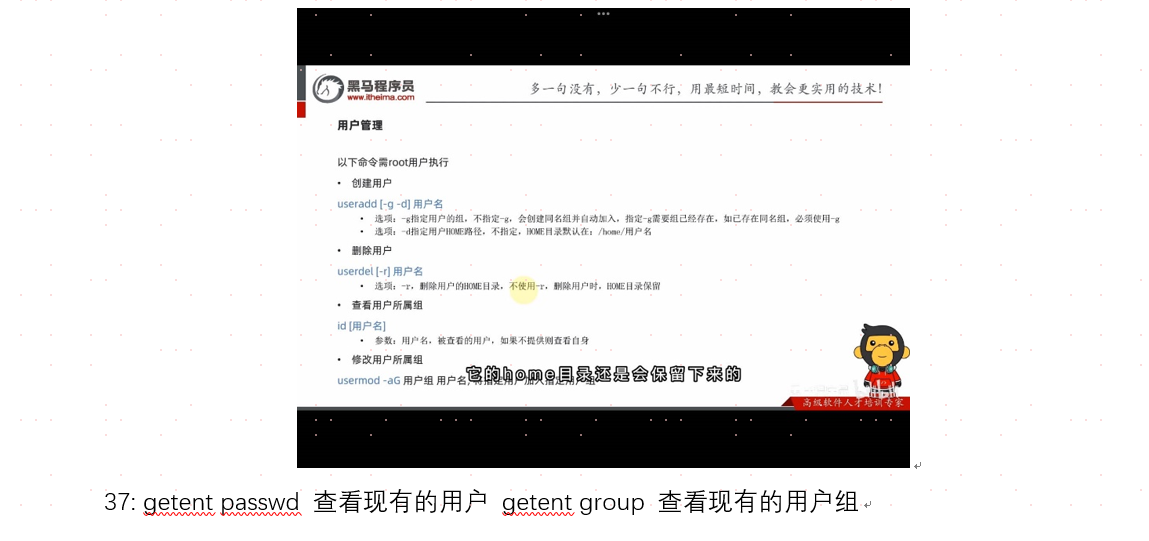 黑马程序员
www.itheima.com
多一句没有，少一句不行，用最短时间，教会更实用的技术！
用户管理
以下命令需root用户执行
• 创建用户
useradd [-g -d] 用户名
• 选项：-g指定用户的组，不指定-g，会创建同名组并自动加入，指定-g需要组已经存在，如已存在同名组，必须使用-g
• 选项：-d指定用户HOME路径，不指定，HOME目录默认在：/home/用户名
• 删除用户
userdel [-r] 用户名
• 选项：-r，删除用户的HOME目录，不使用-r，删除用户时，HOME目录保留
• 查看用户所属组
id [用户名]
• 参数：用户名，被查看的用户，如果不提供则查看自身
• 修改用户所属组
usermod -aG 用户组 用户名，将指定用户加入指定用户组
它的home目录还是会保留下来的
高级软件人才培训专家
37: getent passwd 查看现有的用户 getent group 查看现有的用户组